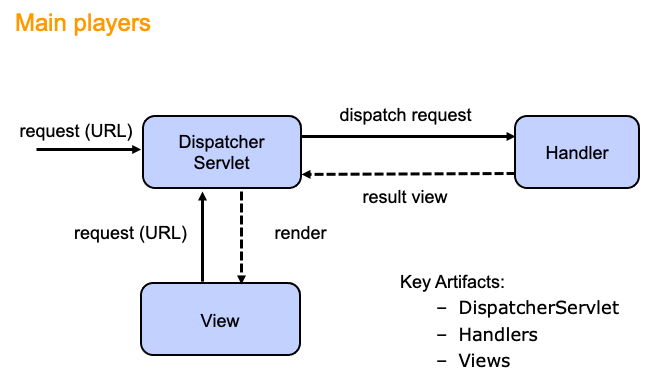 Main players
dispatch request
request (URL)
Dispatcher
Servlet
Handler
result view
request (URL)
render
View
Key Artifacts:
– DispatcherServlet
– Handlers
– Views